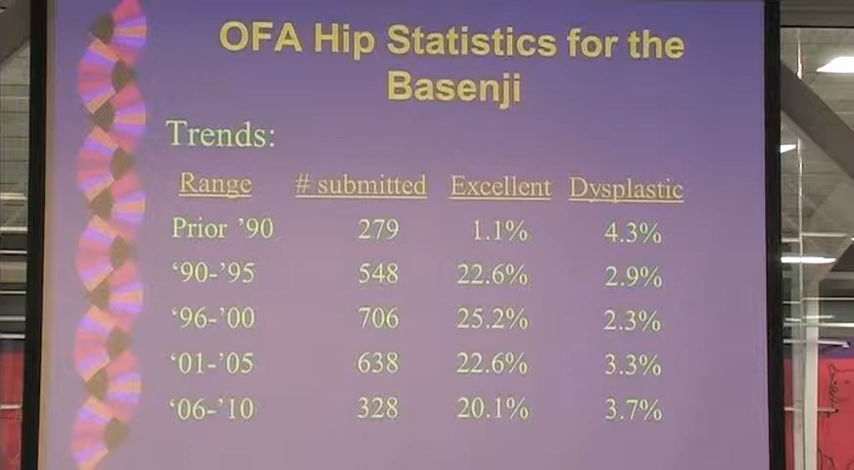 OFA Hip Statistics for the
Basenji
Trends:
Range # submitted Excellent Dysplastic
Prior '90 279 1.1% 4.3%
‘90-’95 548 22.6% 2.9%
‘96-’00 706 25.2% 2.3%
‘01-’05 638 22.6% 3.3%
‘06-’10 328 20.1% 3.7%